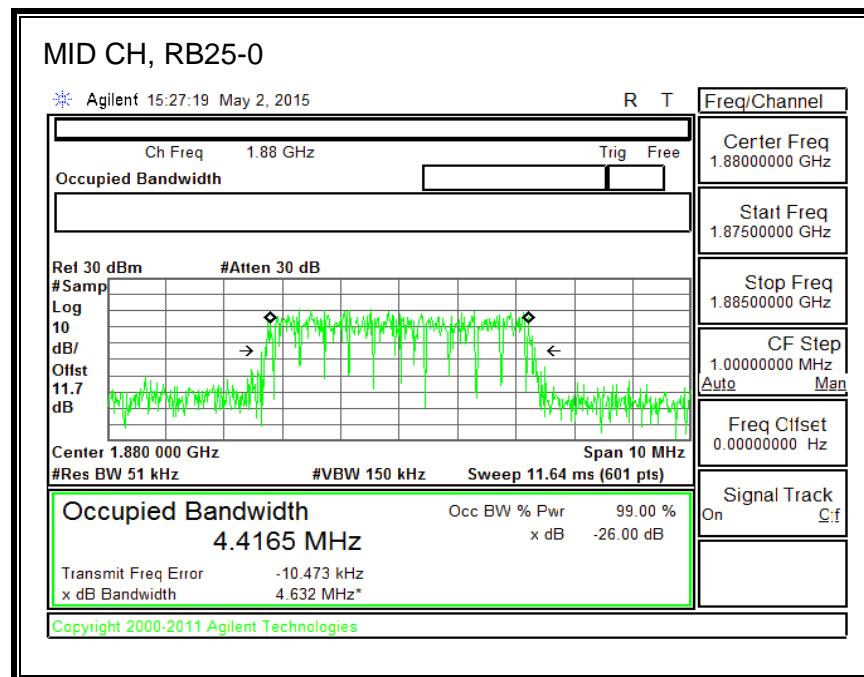 MID CH, RB25-0
Agilent 15:27:19 May 2, 2015 R T
Freq/Channel
Ch Freq 1.88 GHz Trig Free
Occupied Bandwidth
Center Freq
1.88000000 GHz
Start Freq
1.87500000 GHz
Stop Freq
1.88500000 GHz
CF Step
1.00000000 MHz
Auto Man
Freq Offset
0.00000000 Hz
Signal Track
On Off
Ref 30 dBm #Atten 30 dB
#Samp
Log
10
dB/
Offst
11.7
dB
Center 1.880 000 GHz Span 10 MHz
#Res BW 51 kHz #VBW 150 kHz Sweep 11.64 ms (601 pts)
Occupied Bandwidth Occ BW % Pwr 99.00 %
4.4165 MHz x dB -26.00 dB
Transmit Freq Error -10.473 kHz
x dB Bandwidth 4.632 MHz*
Copyright 2000-2011 Agilent Technologies